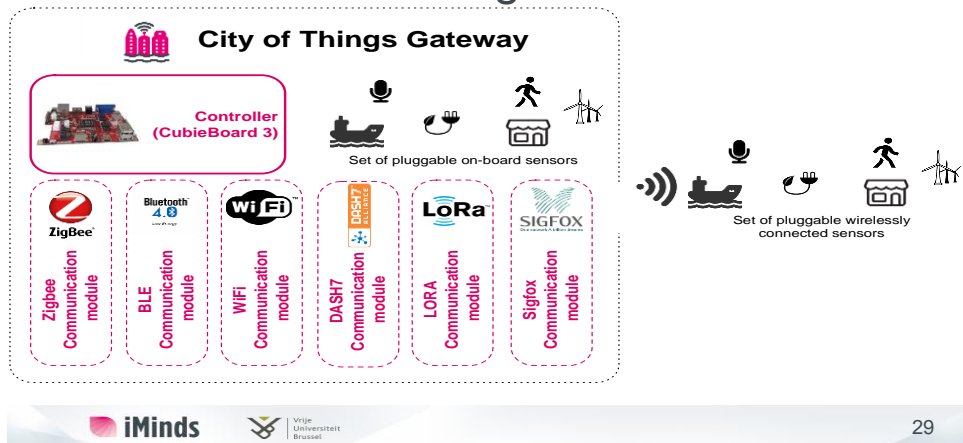 City of Things Gateway
Controller
(CubieBoard 3)
Set of pluggable on-board sensors
ZigBee
Bluetooth
4.0
Wi Fi
DASH7
ALLIANCE
LoRa
SIGFOX
Zigbee
Communication
module
BLE
Communication
module
WiFi
Communication
module
DASH7
Communication
module
LORA
Communication
module
Sigfox
Communication
module
Set of pluggable wirelessly
connected sensors
iMinds
Vrije
Universiteit
Brussel
29